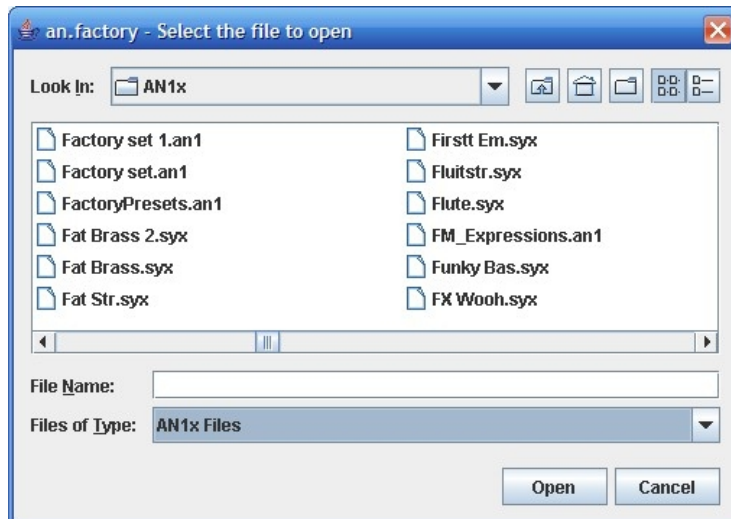 an.factory - Select the file to open
Look In: AN1x
Factory set 1.an1
Factory set.an1
FactoryPresets.an1
Fat Brass 2.syx
Fat Brass.syx
Fat Str.syx
Firstt Em.syx
Fluitstr.syx
Flute.syx
FM_Expressions.an1
Funky Bas.syx
FX Wooh.syx
File Name:
Files of Type: AN1x Files
Open Cancel